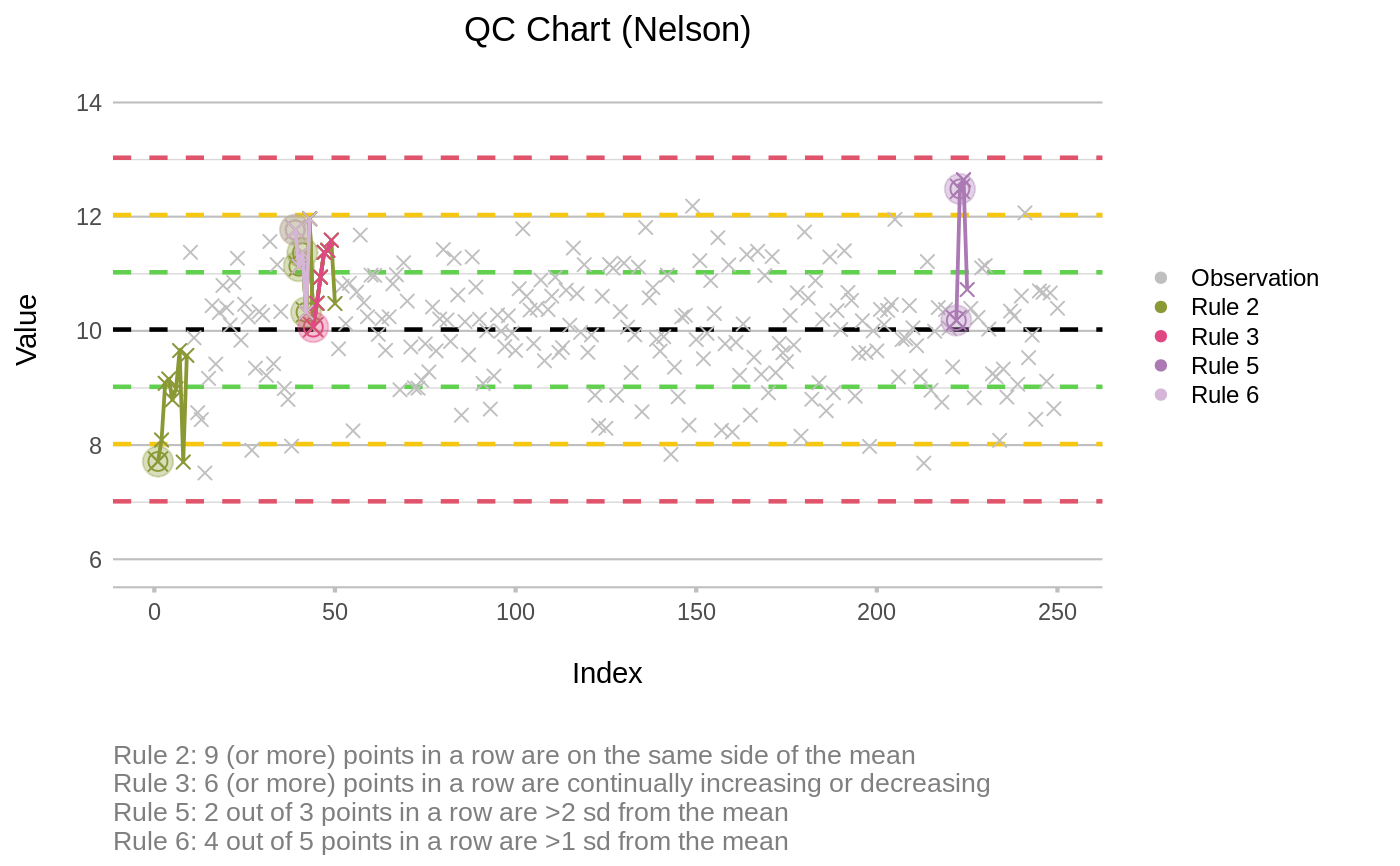 QC Chart (Nelson)
14
12
10
8
6
Value
0
50
100
150
200
250
Index
Observation
Rule 2
Rule 3
Rule 5
Rule 6
Rule 2: 9 (or more) points in a row are on the same side of the mean
Rule 3: 6 (or more) points in a row are continually increasing or decreasing
Rule 5: 2 out of 3 points in a row are >2 sd from the mean
Rule 6: 4 out of 5 points in a row are >1 sd from the mean